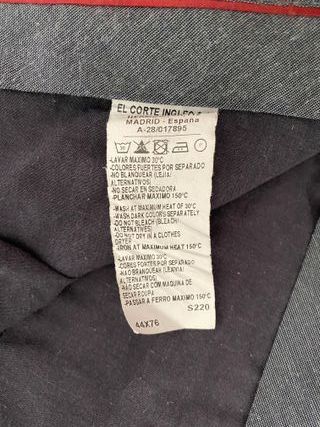 EL CORTE INGLES
MADRID - España
A-28/017895
-LAVAR MAXIMO 30°C
-COLORES FUERTES POR SEPARADO
-NO BLANQUEAR (LEJIA/
ALTERNATIVOS)
-NO SECAR EN SECADORA
-PLANCHAR MAXIMO 150°C
-WASH AT MAXIMUM HEAT OF 30°C
-WASH DARK COLORS SEPARATELY
-DO NOT BLEACH (BLEACH/
ALTERNATIVES)
-DO NOT DRY IN A CLOTHES
DRYER
-IRON AT MAXIMUM HEAT 150°C
-LAVAR MAXIMO 30°C
-CORES FORTES POR SEPARADO
-NÃO BRANQUEAR (LEXIVIA/
ALTERNATIVOS)
-NÃO SECAR COM MAQUINA DE
SECAR ROUPA
-PASSAR A FERRO MAXIMO 150°C
S220
44X76